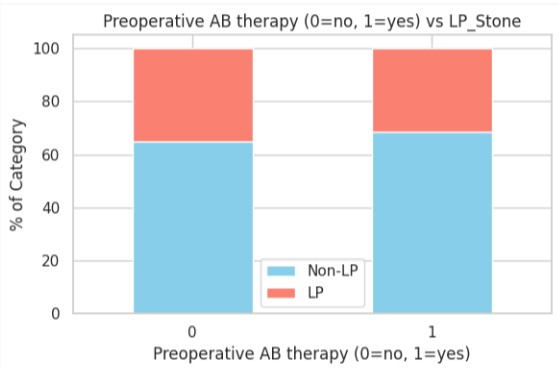 Preoperative AB therapy (0=no, 1=yes) vs LP_Stone
100
80
60
40
20
0
% of Category
Non-LP
LP
0
1
Preoperative AB therapy (0=no, 1=yes)